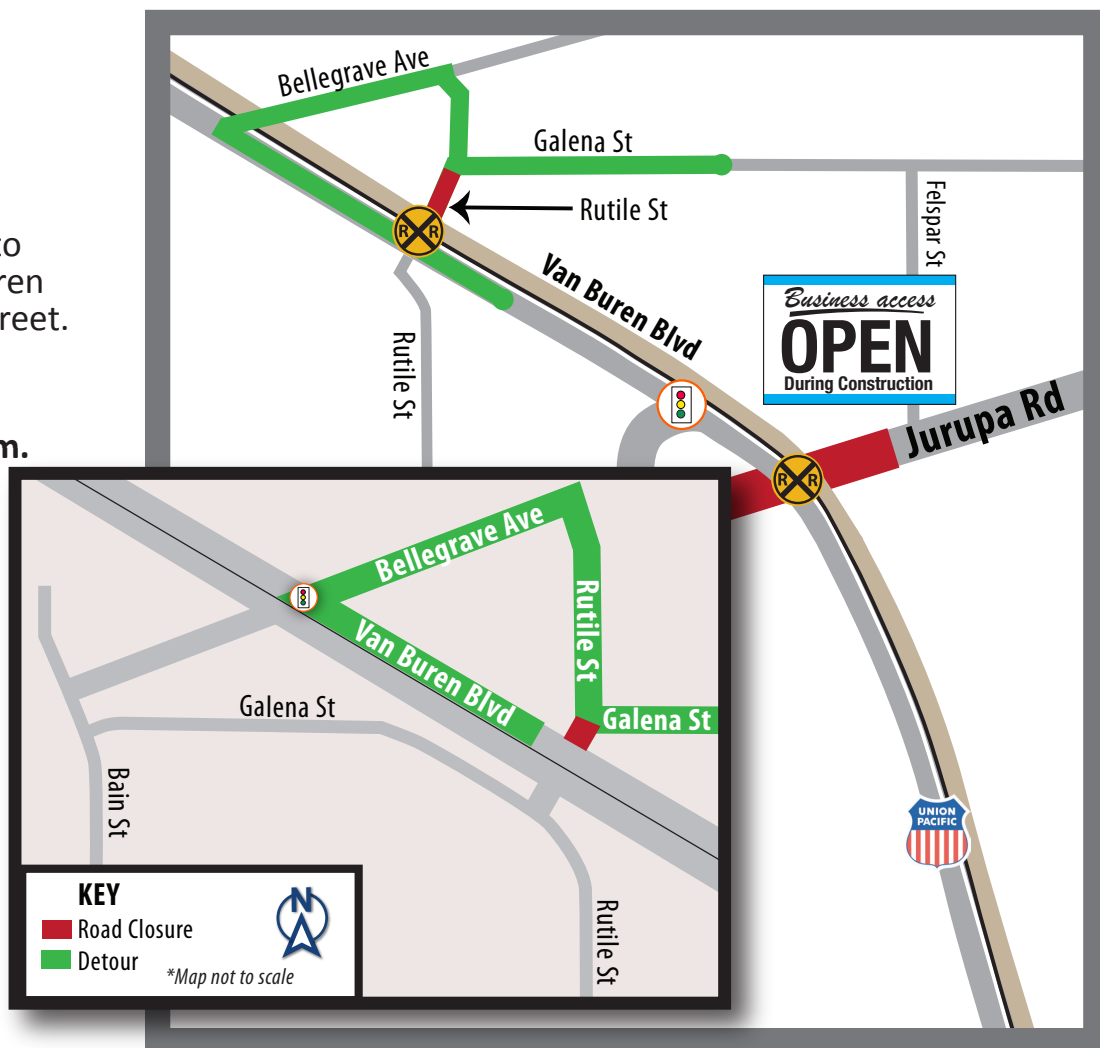 to
ren
reet.
m.
Bellegrave Ave
Galena St
Rutile St
Felspar St
R R
Van Buren Blvd
Business access
OPEN
During Construction
Rutile St
Jurupa Rd
R R
UNION
PACIFIC
Bellegrave Ave
Rutile St
Van Buren Blvd
Galena St
Galena St
Bain St
Rutile St
KEY
N
Road Closure
Detour
*Map not to scale